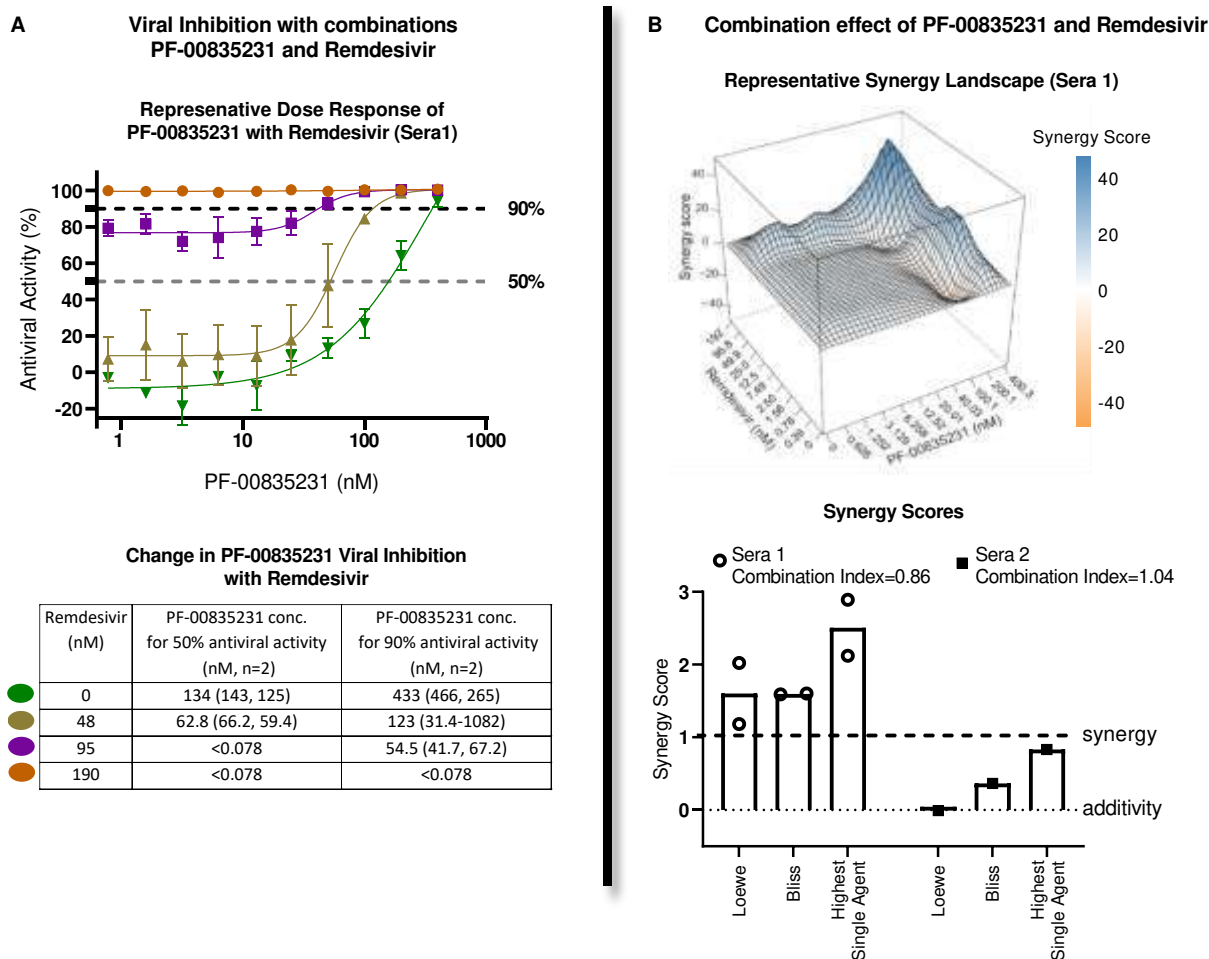 A
Viral Inhibition with combinations
PF-00835231 and Remdesivir
Represenative Dose Response of
PF-00835231 with Remdesivir (Sera1)
Antiviral Activity (%)
100
80
60
40
20
0
-20
90%
50%
1 10 100 1000
PF-00835231 (nM)
Change in PF-00835231 Viral Inhibition
with Remdesivir
Remdesivir (nM) PF-00835231 conc. for 50% antiviral activity (nM, n=2) PF-00835231 conc. for 90% antiviral activity (nM, n=2)
0 134 (143, 125) 433 (466, 265)
48 62.8 (66.2, 59.4) 123 (31.4-1082)
95 <0.078 54.5 (41.7, 67.2)
190 <0.078 <0.078
B
Combination effect of PF-00835231 and Remdesivir
Representative Synergy Landscape (Sera 1)
Synergy Score
40
20
0
-20
-40
Synergy score
40
20
0
-20
-40
Remdesivir (nM)
PF-00835231 (nM)
Synergy Scores
Sera 1
Combination Index=0.86
Sera 2
Combination Index=1.04
Synergy Score
3
2
1
0
synergy
additivity
Loewe
Bliss
Highest
Single Agent
Loewe
Bliss
Highest
Single Agent